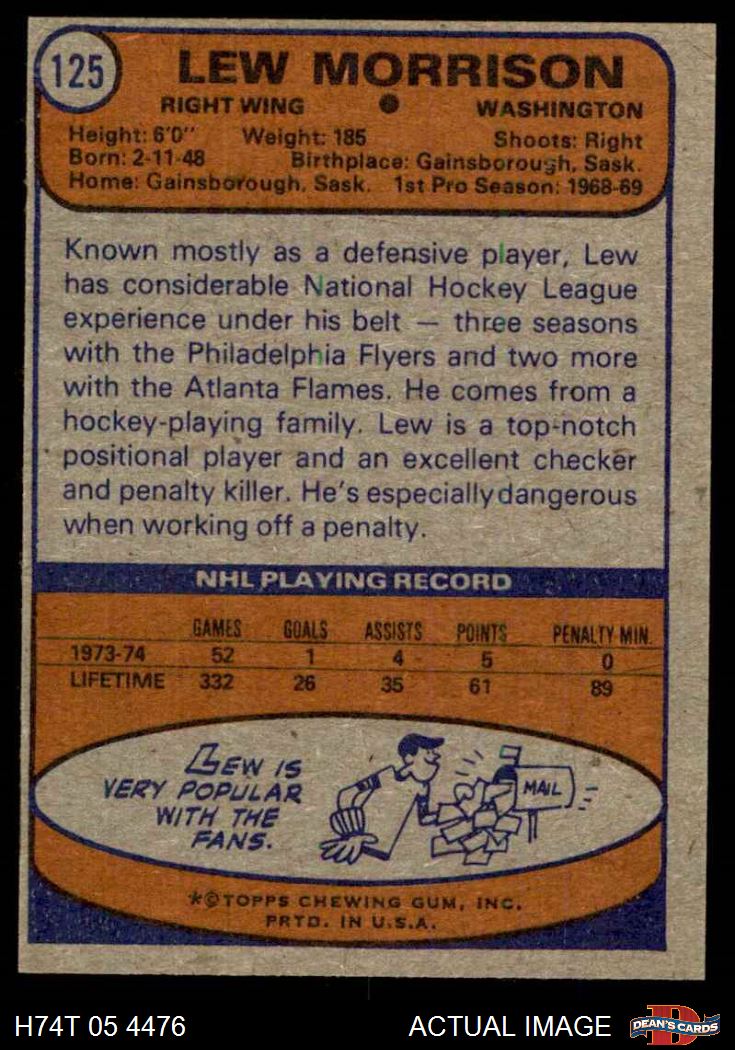 125
LEW MORRISON
RIGHT WING ● WASHINGTON
Height: 6'0" Weight: 185 Shoots: Right
Born: 2-11-48 Birthplace: Gainsborough, Sask.
Home: Gainsborough, Sask. 1st Pro Season: 1968-69
Known mostly as a defensive player, Lew
has considerable National Hockey League
experience under his belt — three seasons
with the Philadelphia Flyers and two more
with the Atlanta Flames. He comes from a
hockey-playing family. Lew is a top-notch
positional player and an excellent checker
and penalty killer. He's especially dangerous
when working off a penalty.
NHL PLAYING RECORD
GAMES GOALS ASSISTS POINTS PENALTY MIN.
1973-74 52 1 4 5 0
LIFETIME 332 26 35 61 89
LEW IS
VERY POPULAR
WITH THE
FANS.
MAIL
*©TOPPS CHEWING GUM, INC.
PRTD. IN U.S.A.
H74T 05 4476 ACTUAL IMAGE
DEAN'S CARDS